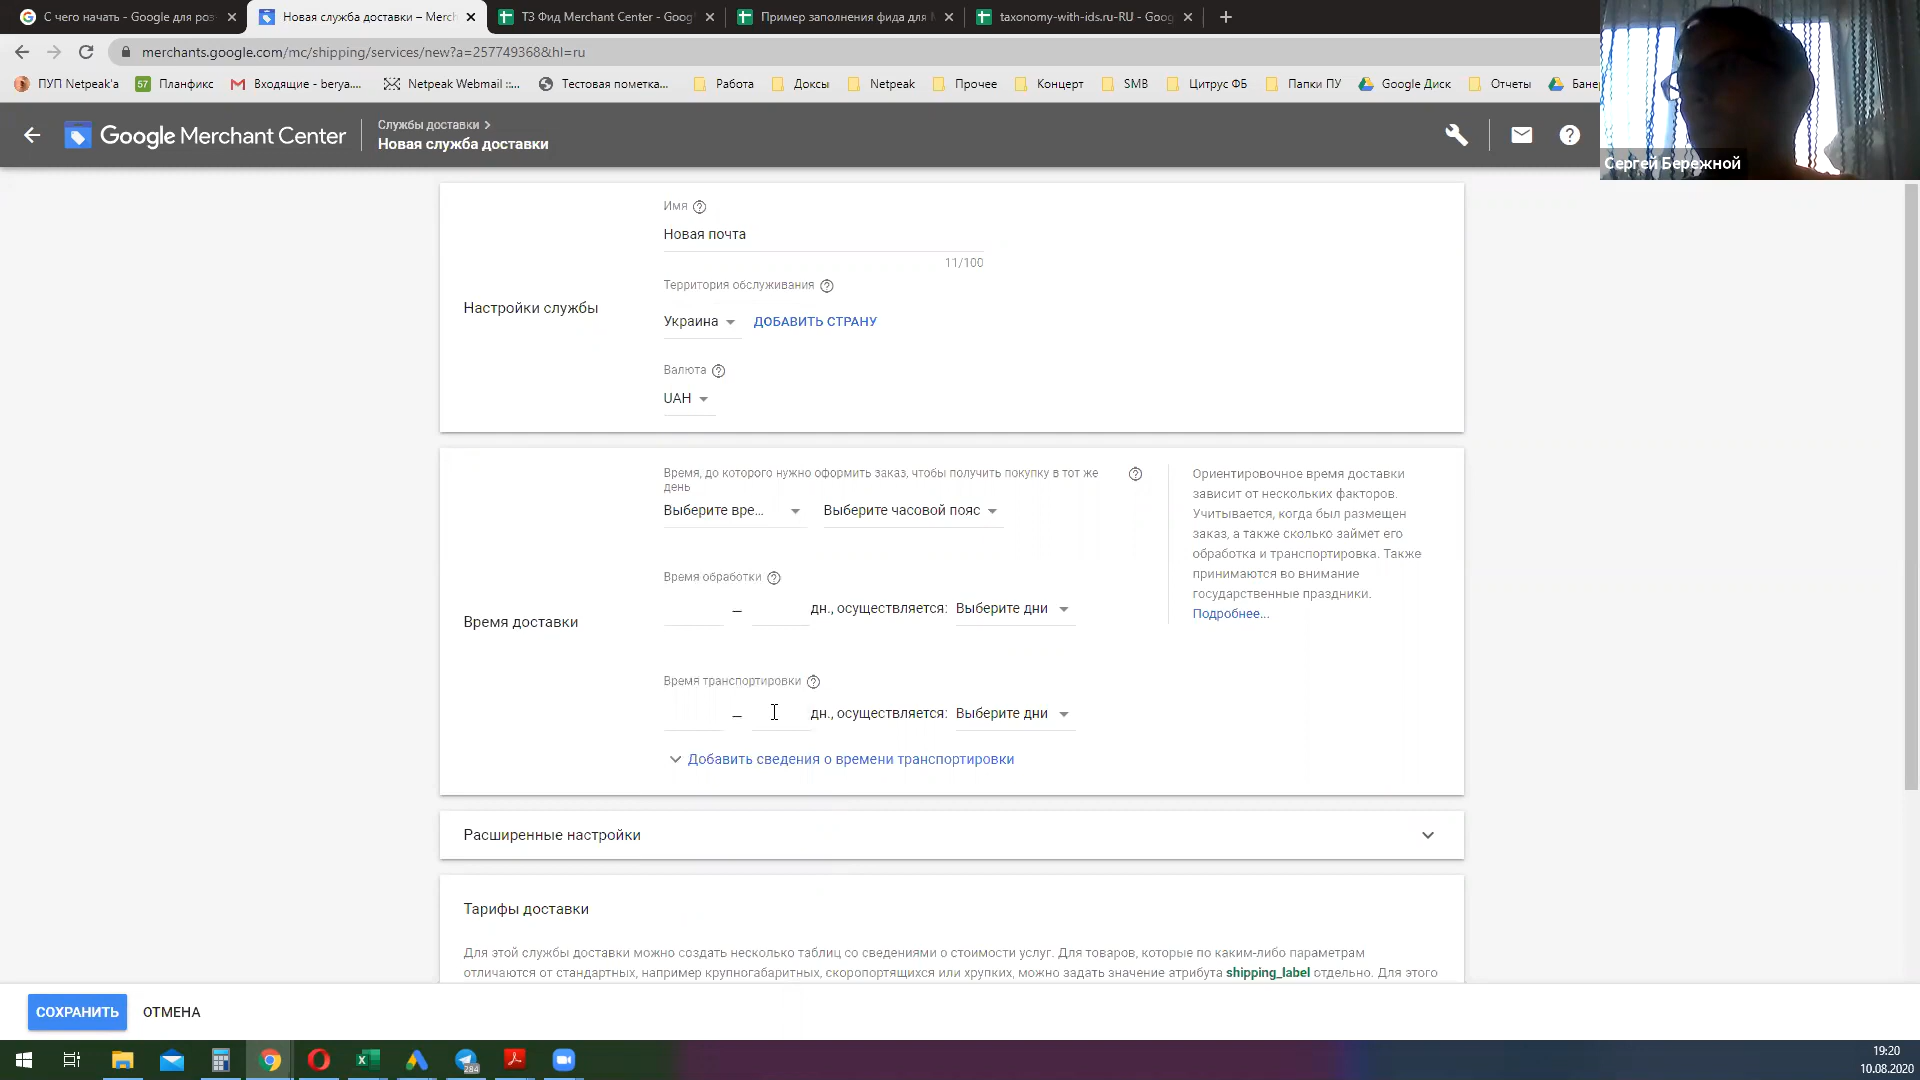 С чего начать - Google для роз
Новая служба доставки – Merch
ТЗ Фид Merchant Center - Goog
Пример заполнения фида для M
taxonomy-with-ids.ru-RU - Goog
merchants.google.com/mc/shipping/services/new?a=257749368&hl=ru
ПУП Netpeak'a
57 Планфикс
Входящие - berya....
Netpeak Webmail ::...
Тестовая пометка...
Работа
Доксы
Netpeak
Прочее
Концерт
SMB
Цитрус ФБ
Папки ПУ
Google Диск
Отчеты
Бане
Google Merchant Center
Службы доставки >
Новая служба доставки
Сергей Бережной
Имя
Новая почта
11/100
Настройки службы
Территория обслуживания
Украина ДОБАВИТЬ СТРАНУ
Валюта
UAH
Время доставки
Время, до которого нужно оформить заказ, чтобы получить покупку в тот же
день
Выберите вре... Выберите часовой пояс
Время обработки
– дн., осуществляется: Выберите дни
Время транспортировки
– дн., осуществляется: Выберите дни
Добавить сведения о времени транспортировки
Ориентировочное время доставки
зависит от нескольких факторов.
Учитывается, когда был размещен
заказ, а также сколько займет его
обработка и транспортировка. Также
принимаются во внимание
государственные праздники.
Подробнее...
Расширенные настройки
Тарифы доставки
Для этой службы доставки можно создать несколько таблиц со сведениями о стоимости услуг. Для товаров, которые по каким-либо параметрам
отличаются от стандартных, например крупногабаритных, скоропортящихся или хрупких, можно задать значение атрибута shipping_label отдельно. Для этого
СОХРАНИТЬ ОТМЕНА
284
19:20
10.08.2020